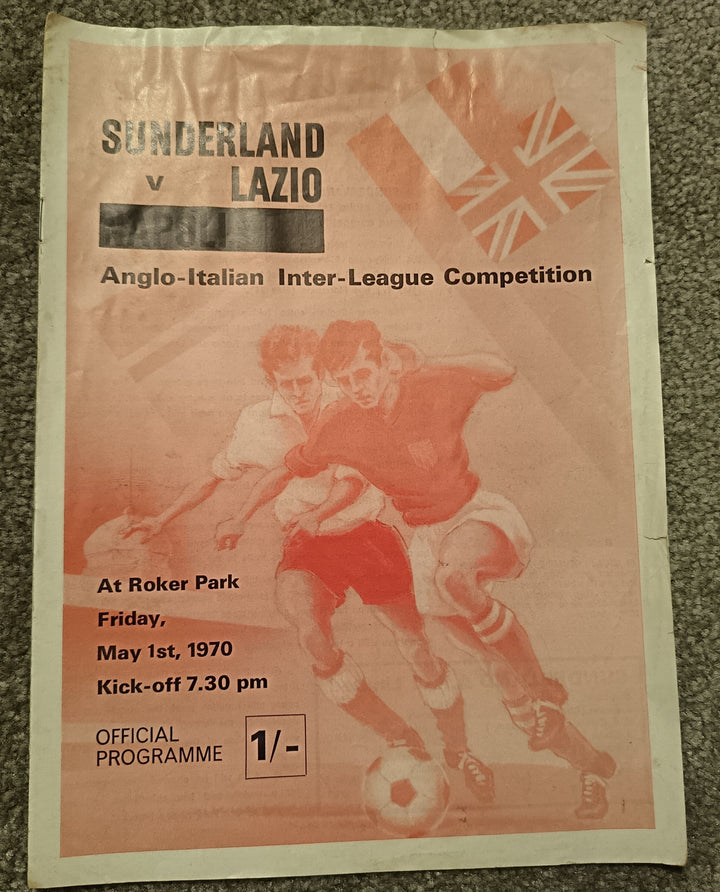 SUNDERLAND
v LAZIO
Anglo-Italian Inter-League Competition
At Roker Park
Friday,
May 1st, 1970
Kick-off 7.30 pm
OFFICIAL
PROGRAMME 1/-